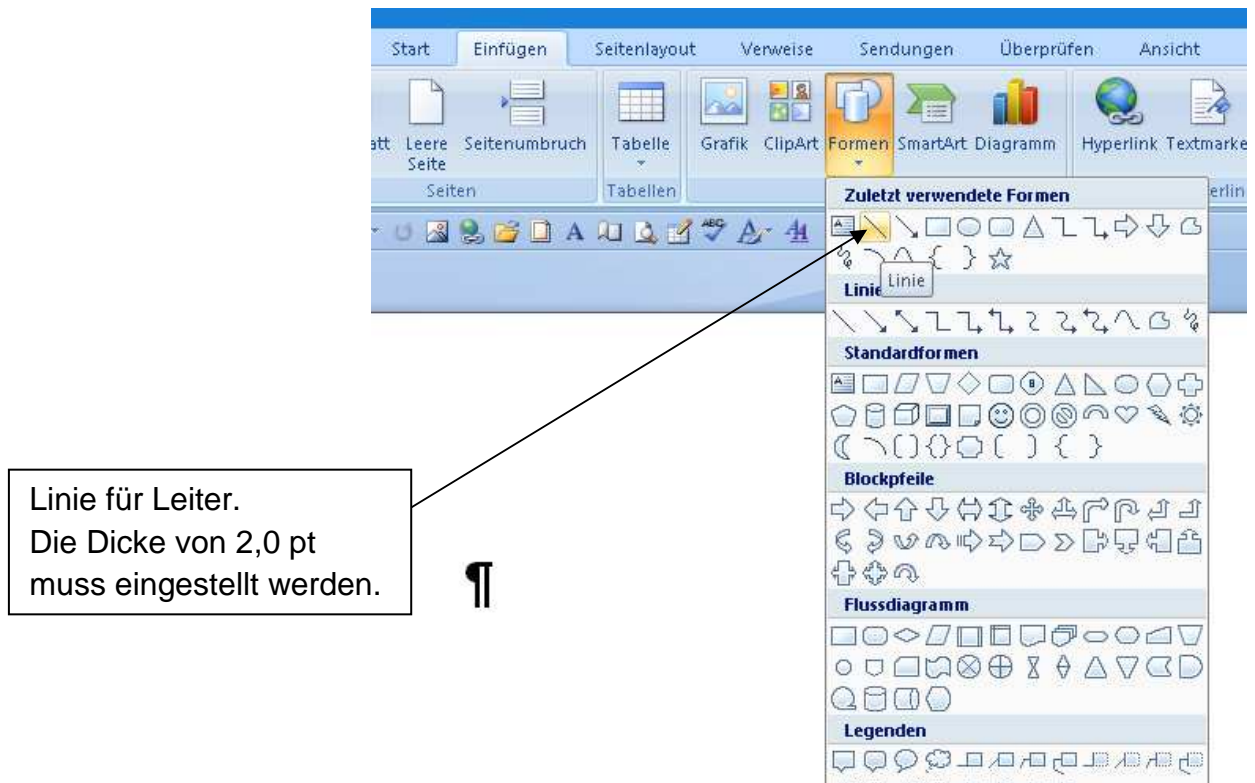 Start Einfügen Seitenlayout Verweise Sendungen Überprüfen Ansicht
att Leere Seite Seitenumbruch Tabelle Grafik ClipArt Formen SmartArt Diagramm Hyperlink Textmarke
Seiten Tabellen erlin
Zuletzt verwendete Formen
Linie
Linie
Standardformen
Blockpfeile
Linie für Leiter.
Die Dicke von 2,0 pt
muss eingestellt werden.
¶
Flussdiagramm
Legenden